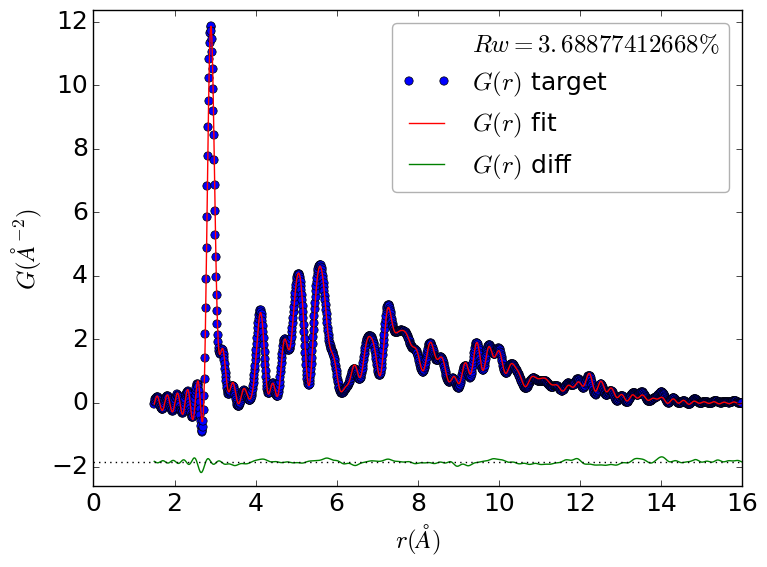 12
10
8
6
4
2
0
−2
G(Å⁻²)
Rw = 3.68877412668%
G(r) target
G(r) fit
G(r) diff
0 2 4 6 8 10 12 14 16
r(Å)